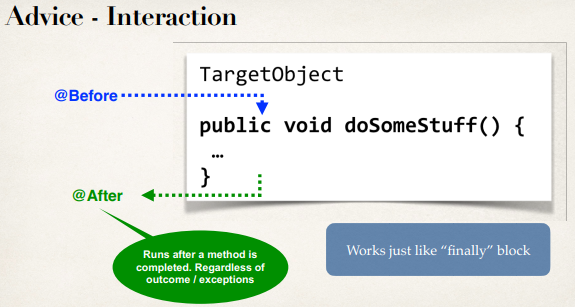 Advice - Interaction
TargetObject
@Before
public void doSomeStuff() {
…
}
@After
Runs after a method is
completed. Regardless of
outcome / exceptions
Works just like “finally” block